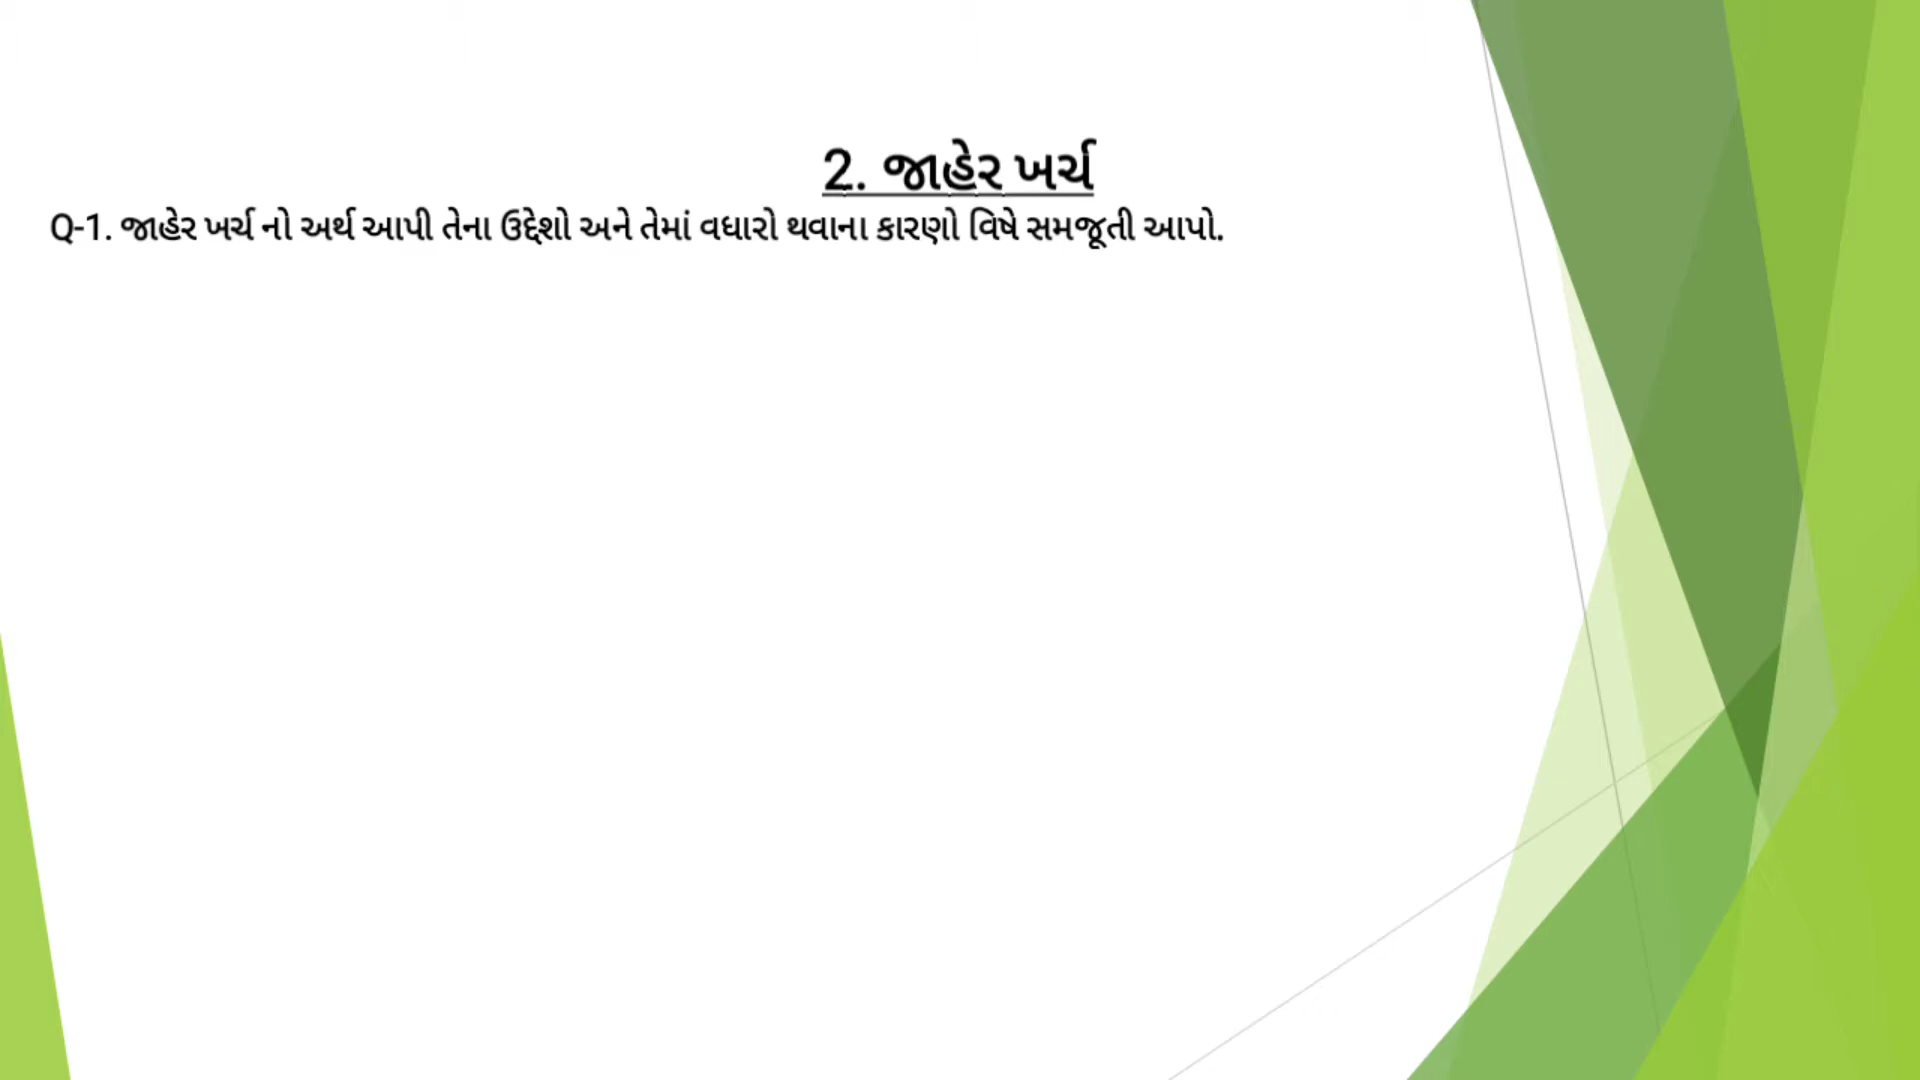 2. જાહેર ખર્ચ
Q-1. જાહેર ખર્ચ નો અર્થ આપી તેના ઉદ્દેશો અને તેમાં વધારો થવાના કારણો વિષે સમજૂતી આપો.